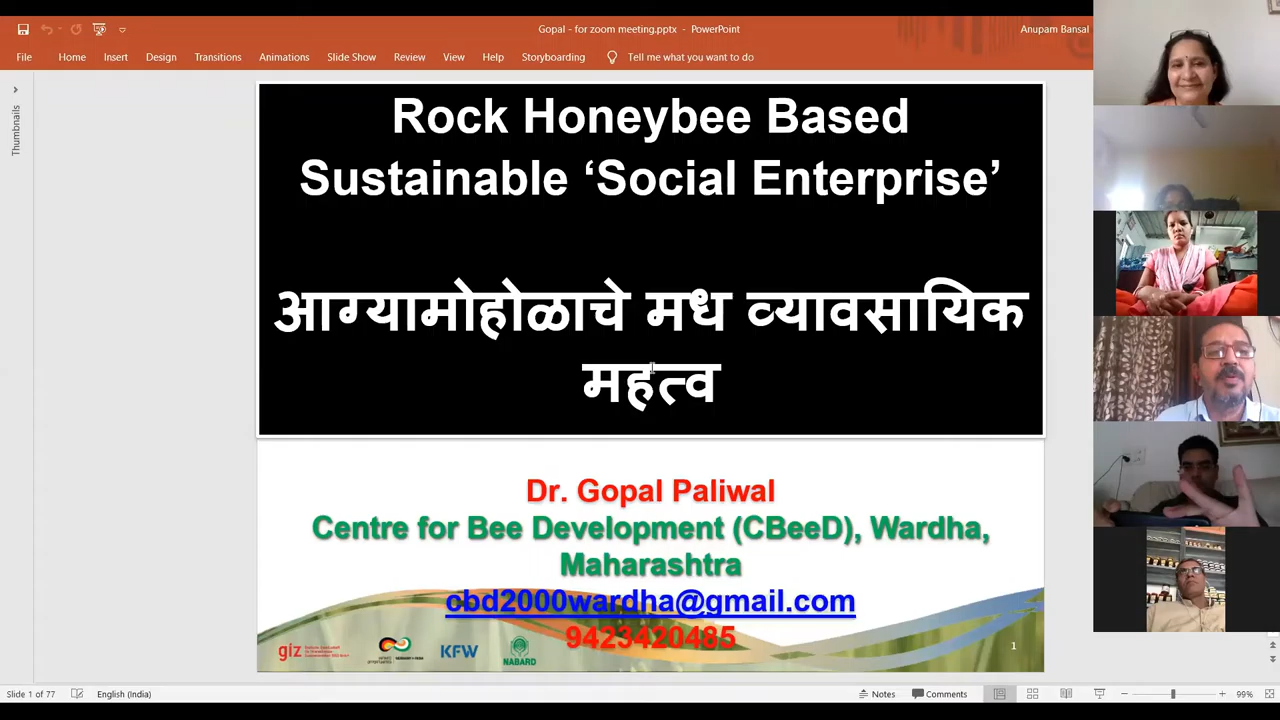 Gopal - for zoom meeting.pptx - PowerPoint
Anupam Bansal
File Home Insert Design Transitions Animations Slide Show Review View Help Storyboarding Tell me what you want to do
Thumbnails
Rock Honeybee Based
Sustainable ‘Social Enterprise’
आग्यामोहोळाचे मध व्यावसायिक
महत्व
Dr. Gopal Paliwal
Centre for Bee Development (CBeeD), Wardha,
Maharashtra
cbd2000wardha@gmail.com
9423420485
giz
KFW
NABARD
1
Slide 1 of 77 English (India) Notes Comments 99%